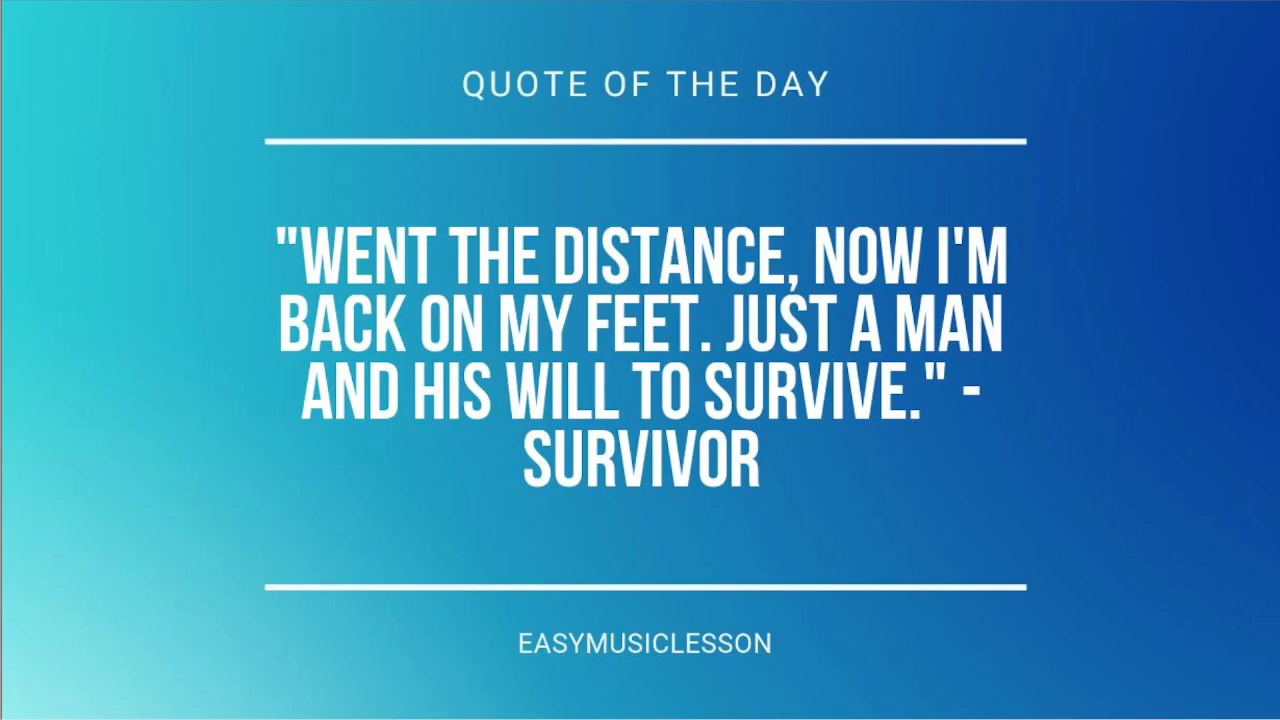 QUOTE OF THE DAY
"WENT THE DISTANCE, NOW I'M
BACK ON MY FEET. JUST A MAN
AND HIS WILL TO SURVIVE." -
SURVIVOR
EASYMUSICLESSON